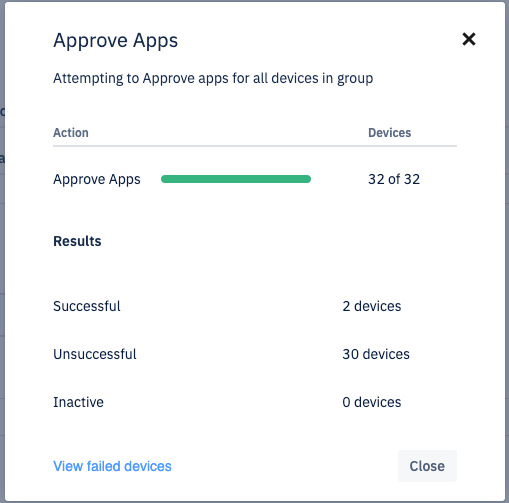 Approve Apps
Attempting to Approve apps for all devices in group
Action Devices
Approve Apps 32 of 32
Results
Successful 2 devices
Unsuccessful 30 devices
Inactive 0 devices
View failed devices Close